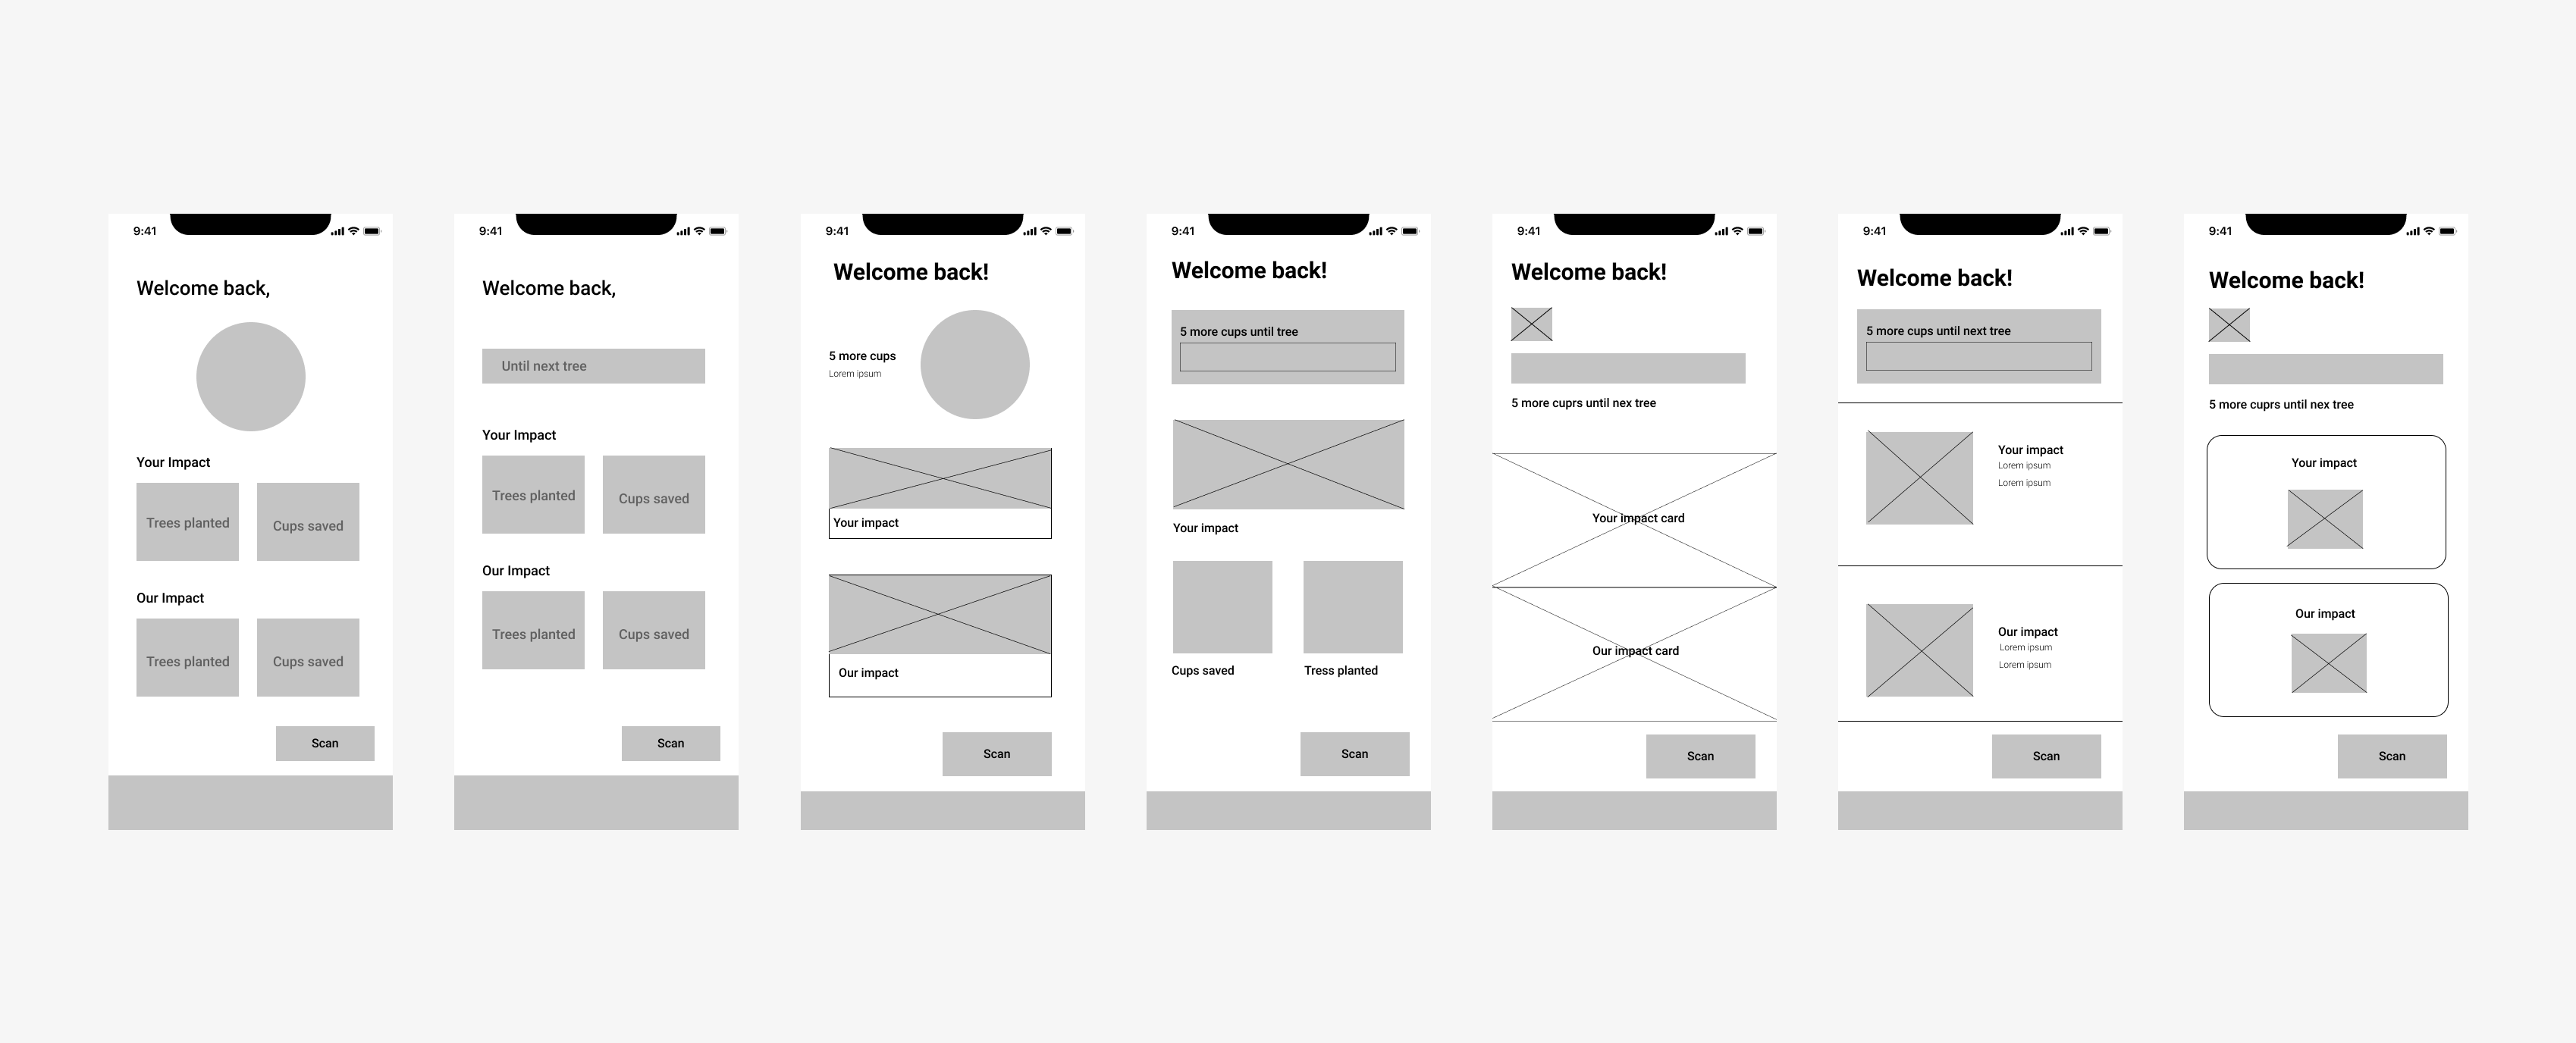 9:41
Welcome back,
Your Impact
Trees planted
Cups saved
Our Impact
Trees planted
Cups saved
Scan
9:41
Welcome back,
Until next tree
Your Impact
Trees planted
Cups saved
Our Impact
Trees planted
Cups saved
Scan
9:41
Welcome back!
5 more cups
Lorem ipsum
Your impact
Our impact
Scan
9:41
Welcome back!
5 more cups until tree
Your impact
Cups saved
Tress planted
Scan
9:41
Welcome back!
5 more cuprs until nex tree
Your impact card
Our impact card
Scan
9:41
Welcome back!
5 more cups until next tree
Your impact
Lorem ipsum
Lorem ipsum
Our impact
Lorem ipsum
Lorem ipsum
Scan
9:41
Welcome back!
5 more cuprs until nex tree
Your impact
Our impact
Scan